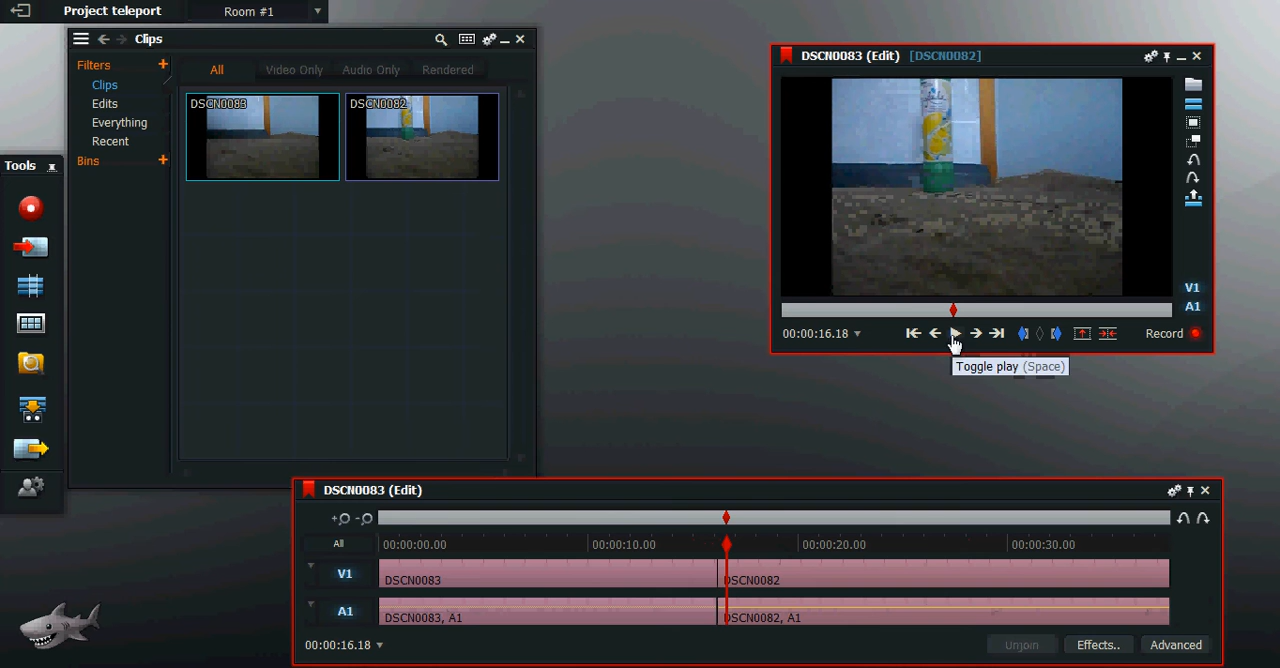 Project teleport
Room #1
Clips
Filters
+
Clips
Edits
Everything
Recent
Bins
+
All
Video Only
Audio Only
Rendered
DSCN0083
DSCN0082
Tools
DSCN0083 (Edit) [DSCN0082]
V1
A1
00:00:16.18
Record
Toggle play (Space)
DSCN0083 (Edit)
All
00:00:00.00
00:00:10.00
00:00:20.00
00:00:30.00
V1
DSCN0083
DSCN0082
A1
DSCN0083, A1
DSCN0082, A1
00:00:16.18
Unjoin
Effects..
Advanced